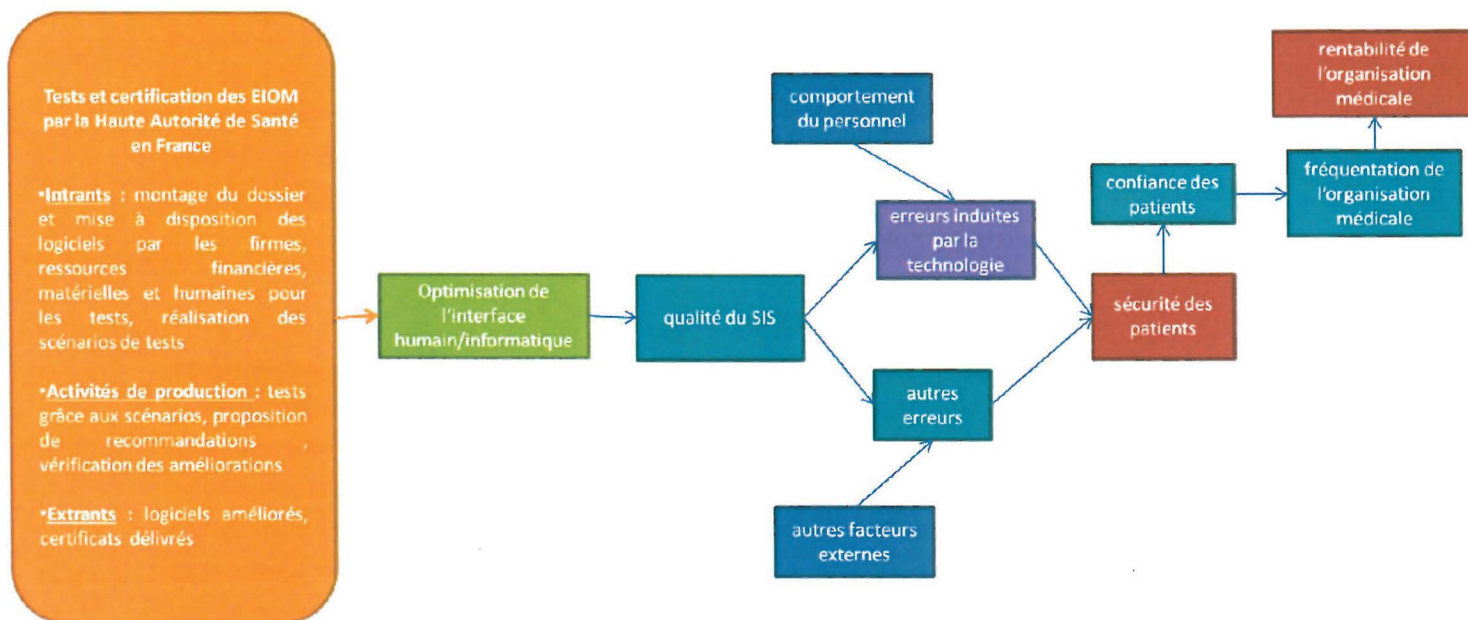 Tests et certification des EIOM
par la Haute Autorité de Santé
en France
•Intrants : montage du dossier
et mise à disposition des
logiciels par les firmes,
ressources financières,
matérielles et humaines pour
les tests, réalisation des
scénarios de tests
•Activités de production : tests
grâce aux scénarios, proposition
de recommandations ,
vérification des améliorations
•Extrants : logiciels améliorés,
certificats délivrés
Optimisation de
l'interface
humain/informatique
qualité du SIS
comportement
du personnel
erreurs induites
par la
technologie
autres
erreurs
autres facteurs
externes
sécurité des
patients
confiance des
patients
fréquentation de
l'organisation
médicale
rentabilité de
l'organisation
médicale